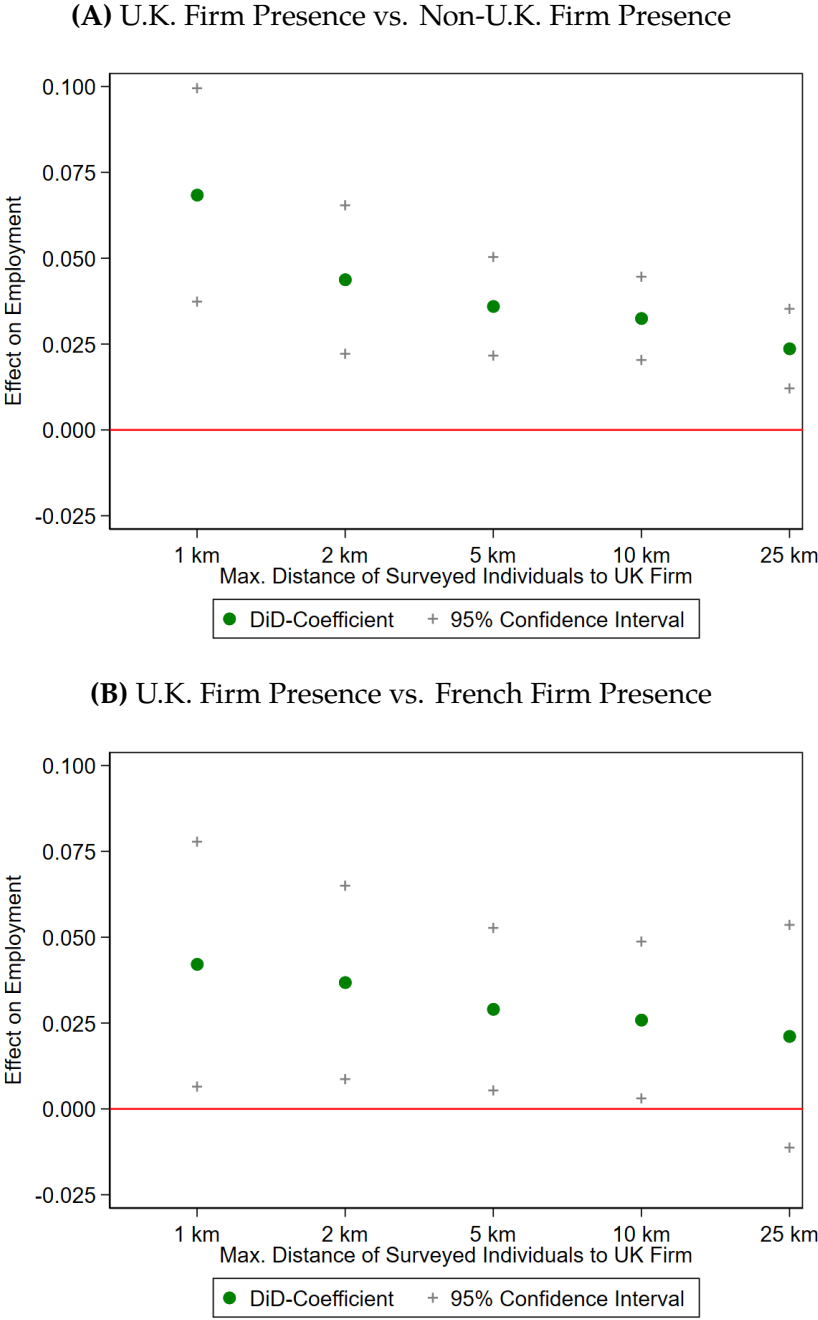 (A) U.K. Firm Presence vs. Non-U.K. Firm Presence
Effect on Employment
0.100
0.075
0.050
0.025
0.000
-0.025
1 km 2 km 5 km 10 km 25 km
Max. Distance of Surveyed Individuals to UK Firm
DiD-Coefficient + 95% Confidence Interval
(B) U.K. Firm Presence vs. French Firm Presence
Effect on Employment
0.100
0.075
0.050
0.025
0.000
-0.025
1 km 2 km 5 km 10 km 25 km
Max. Distance of Surveyed Individuals to UK Firm
DiD-Coefficient + 95% Confidence Interval